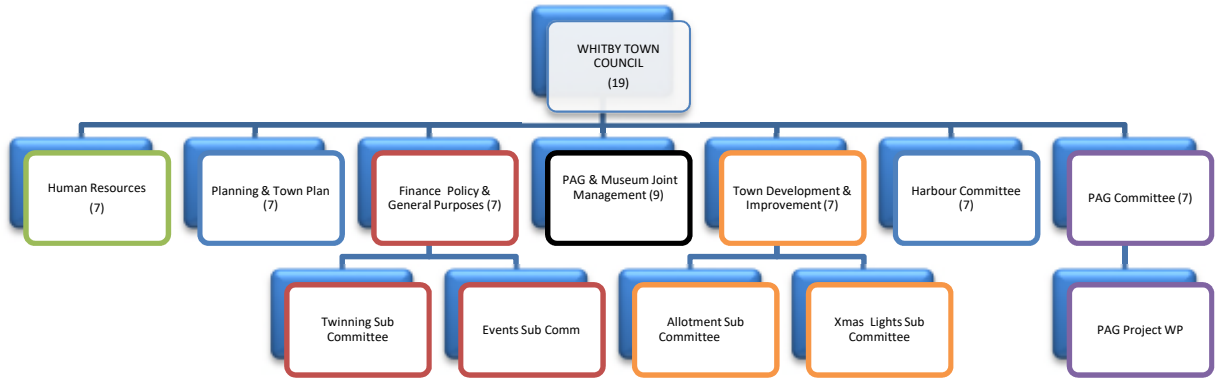 WHITBY TOWN
COUNCIL
(19)
Human Resources
(7)
Planning & Town Plan
(7)
Finance Policy &
General Purposes (7)
PAG & Museum Joint
Management (9)
Town Development &
Improvement (7)
Harbour Committee
(7)
PAG Committee (7)
Twinning Sub
Committee
Events Sub Comm
Allotment Sub
Committee
Xmas Lights Sub
Committee
PAG Project WP